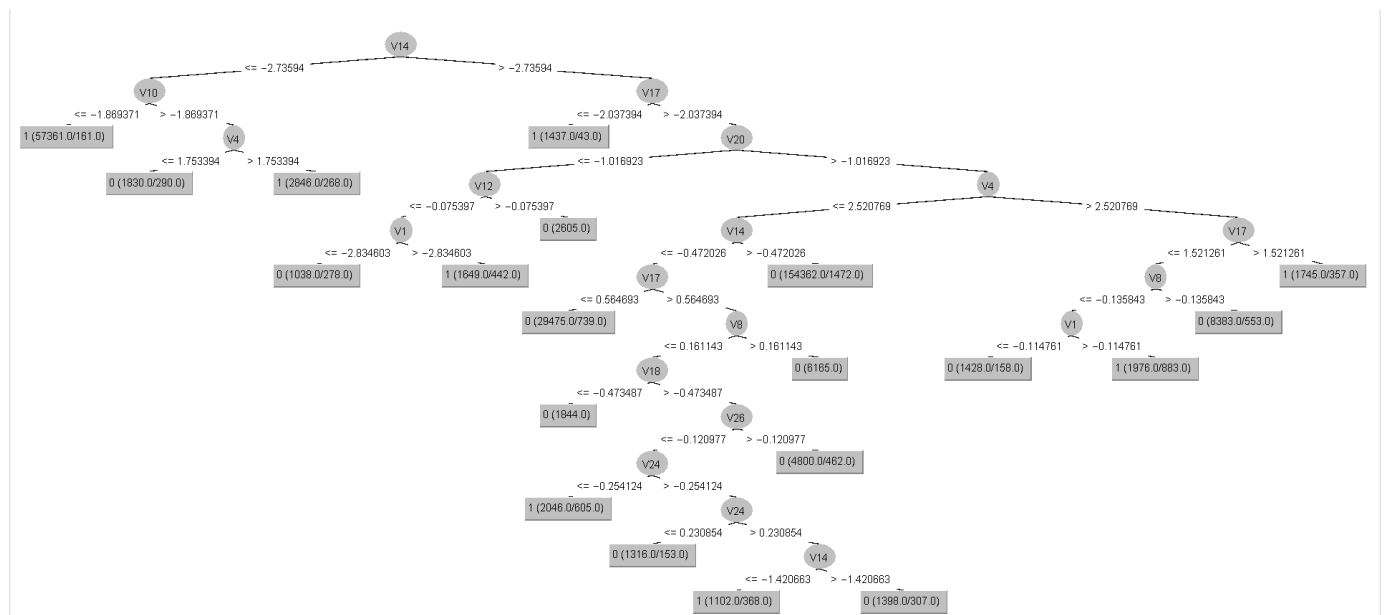 V14
<= −2.73594 > −2.73594
V10 V17
<= −1.869371 > −1.869371 <= −2.037394 > −2.037394
1 (57361.0/161.0) V4 1 (1437.0/43.0) V20
<= 1.753394 > 1.753394 <= −1.016923 > −1.016923
0 (1830.0/290.0) 1 (2846.0/268.0) V12 V4
<= −0.075397 > −0.075397 <= 2.520769 > 2.520769
V1 0 (2605.0) V14 V17
<= −2.834603 > −2.834603 <= −0.472026 > −0.472026 <= 1.521261 > 1.521261
0 (1038.0/278.0) 1 (1649.0/442.0) V17 0 (154362.0/1472.0) V8 1 (1745.0/357.0)
<= 0.564693 > 0.564693 <= −0.135843 > −0.135843
0 (29475.0/739.0) V8 V1 0 (8383.0/553.0)
<= 0.161143 > 0.161143 <= −0.114761 > −0.114761
V18 0 (6165.0) 0 (1428.0/158.0) 1 (1976.0/883.0)
<= −0.473487 > −0.473487
0 (1844.0) V26
<= −0.120977 > −0.120977
V24 0 (4800.0/462.0)
<= −0.254124 > −0.254124
1 (2046.0/605.0) V24
<= 0.230854 > 0.230854
0 (1316.0/153.0) V14
<= −1.420663 > −1.420663
1 (1102.0/368.0) 0 (1398.0/307.0)